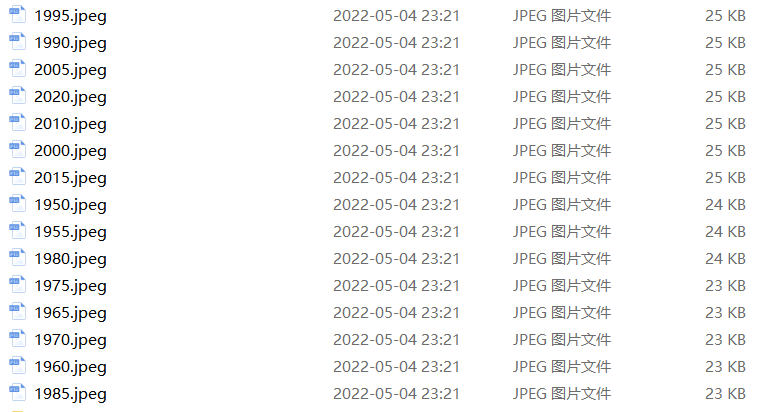 1995.jpeg 2022-05-04 23:21 JPEG 图片文件 25 KB
1990.jpeg 2022-05-04 23:21 JPEG 图片文件 25 KB
2005.jpeg 2022-05-04 23:21 JPEG 图片文件 25 KB
2020.jpeg 2022-05-04 23:21 JPEG 图片文件 25 KB
2010.jpeg 2022-05-04 23:21 JPEG 图片文件 25 KB
2000.jpeg 2022-05-04 23:21 JPEG 图片文件 25 KB
2015.jpeg 2022-05-04 23:21 JPEG 图片文件 25 KB
1950.jpeg 2022-05-04 23:21 JPEG 图片文件 24 KB
1955.jpeg 2022-05-04 23:21 JPEG 图片文件 24 KB
1980.jpeg 2022-05-04 23:21 JPEG 图片文件 24 KB
1975.jpeg 2022-05-04 23:21 JPEG 图片文件 23 KB
1965.jpeg 2022-05-04 23:21 JPEG 图片文件 23 KB
1970.jpeg 2022-05-04 23:21 JPEG 图片文件 23 KB
1960.jpeg 2022-05-04 23:21 JPEG 图片文件 23 KB
1985.jpeg 2022-05-04 23:21 JPEG 图片文件 23 KB